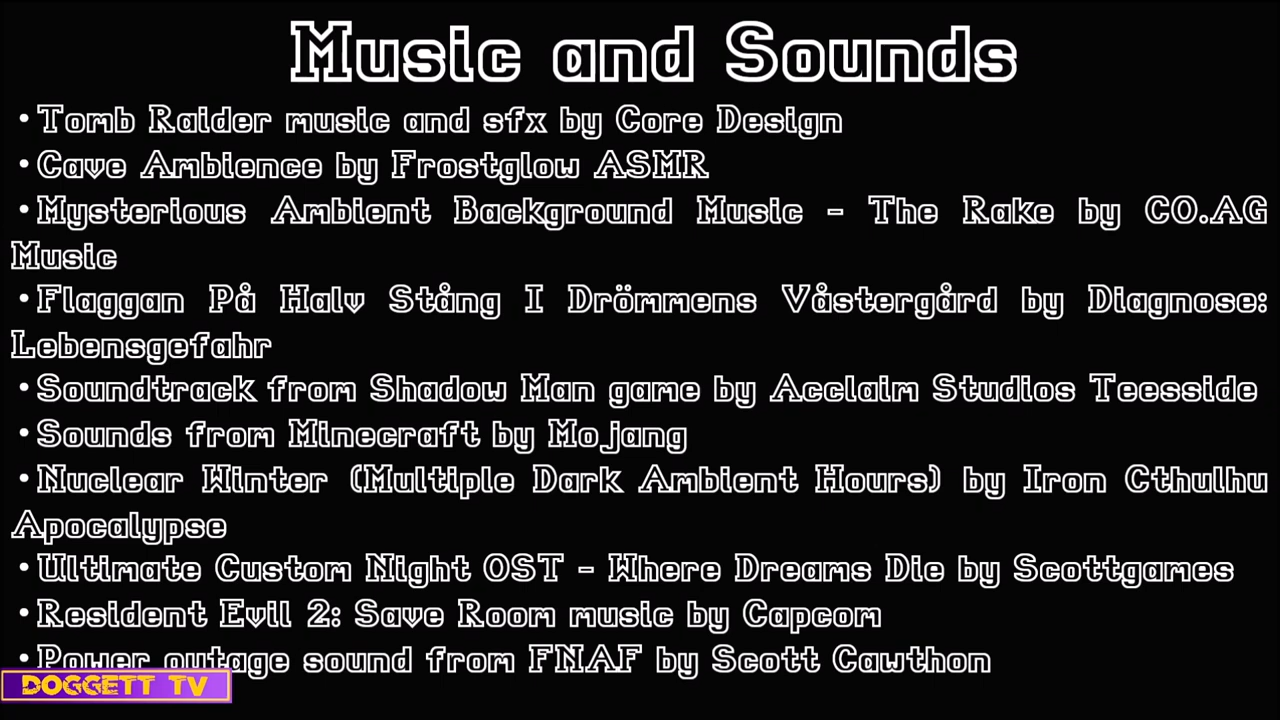 Music and Sounds
•Tomb Raider music and sfx by Core Design
•Cave Ambience by Frostglow ASMR
•Mysterious Ambient Background Music - The Rake by CO.AG
Music
•Flaggan På Halv Stång I Drömmens Våstergård by Diagnose:
Lebensgefahr
•Soundtrack from Shadow Man game by Acclaim Studios Teesside
•Sounds from Minecraft by Mojang
•Nuclear Winter (Multiple Dark Ambient Hours) by Iron Cthulhu
Apocalypse
•Ultimate Custom Night OST - Where Dreams Die by Scottgames
•Resident Evil 2: Save Room music by Capcom
•Power outage sound from FNAF by Scott Cawthon
DOGGETT TV